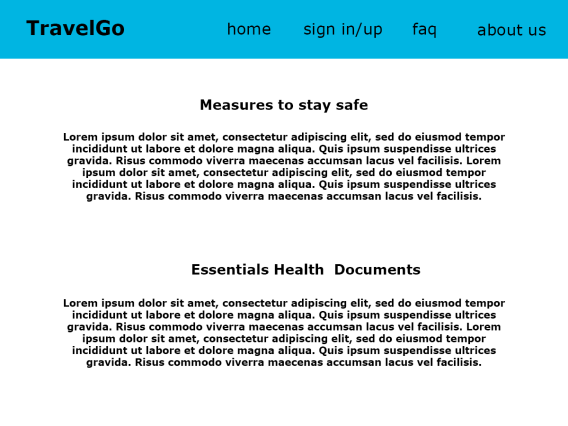 TravelGo home sign in/up faq about us
Measures to stay safe
Lorem ipsum dolor sit amet, consectetur adipiscing elit, sed do eiusmod tempor
incididunt ut labore et dolore magna aliqua. Quis ipsum suspendisse ultrices
gravida. Risus commodo viverra maecenas accumsan lacus vel facilisis. Lorem
ipsum dolor sit amet, consectetur adipiscing elit, sed do eiusmod tempor
incididunt ut labore et dolore magna aliqua. Quis ipsum suspendisse ultrices
gravida. Risus commodo viverra maecenas accumsan lacus vel facilisis.
Essentials Health  Documents
Lorem ipsum dolor sit amet, consectetur adipiscing elit, sed do eiusmod tempor
incididunt ut labore et dolore magna aliqua. Quis ipsum suspendisse ultrices
gravida. Risus commodo viverra maecenas accumsan lacus vel facilisis. Lorem
ipsum dolor sit amet, consectetur adipiscing elit, sed do eiusmod tempor
incididunt ut labore et dolore magna aliqua. Quis ipsum suspendisse ultrices
gravida. Risus commodo viverra maecenas accumsan lacus vel facilisis.